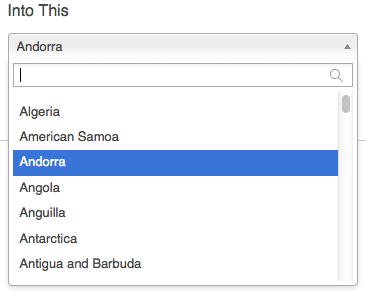 Into This
Andorra
Algeria
American Samoa
Andorra
Angola
Anguilla
Antarctica
Antigua and Barbuda